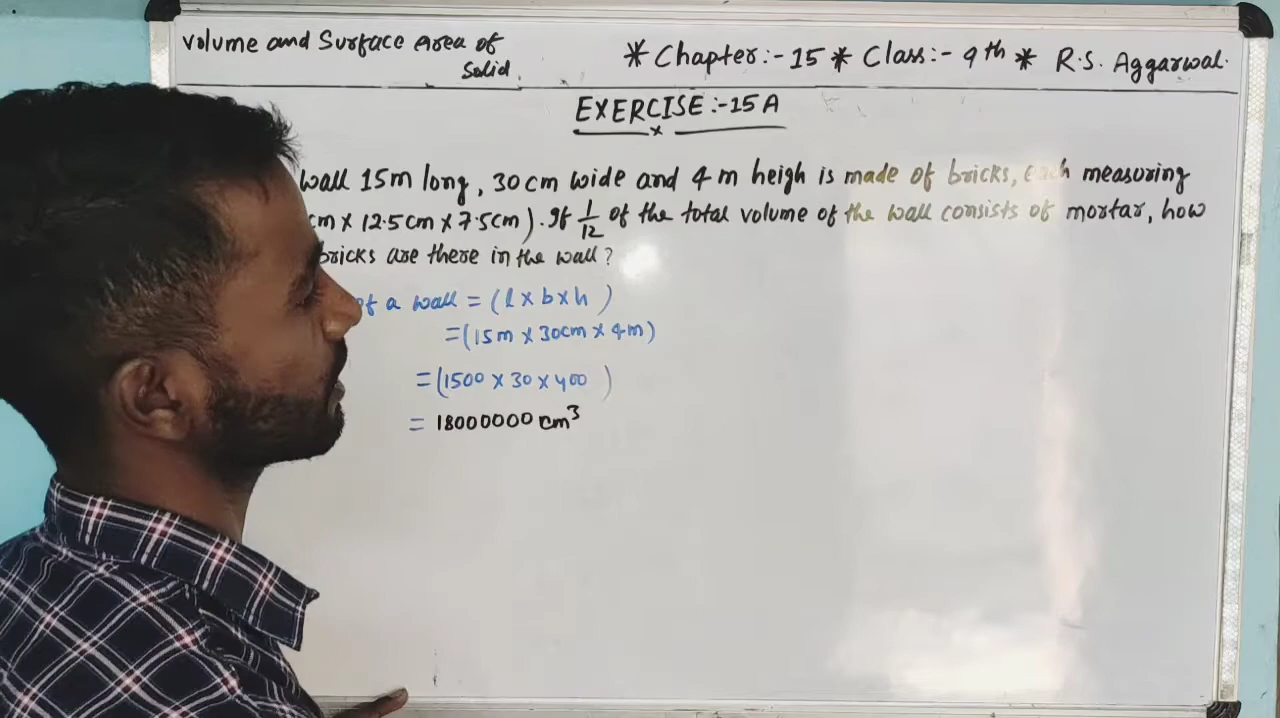 Volume and Surface Area of Solid.
* Chapter:-15 * Class:- 9th * R.S. Aggarwal.
EXERCISE:-15A
wall 15m long, 30cm wide and 4m heigh is made of bricks, each measuring
cm x 12.5cm x 7.5cm). If 1/12 of the total volume of the wall consists of mortar, how
bricks are there in the wall?
of a wall = (l x b x h)
= (15m x 30cm x 4m)
= (1500 x 30 x 400)
= 18000000 cm³